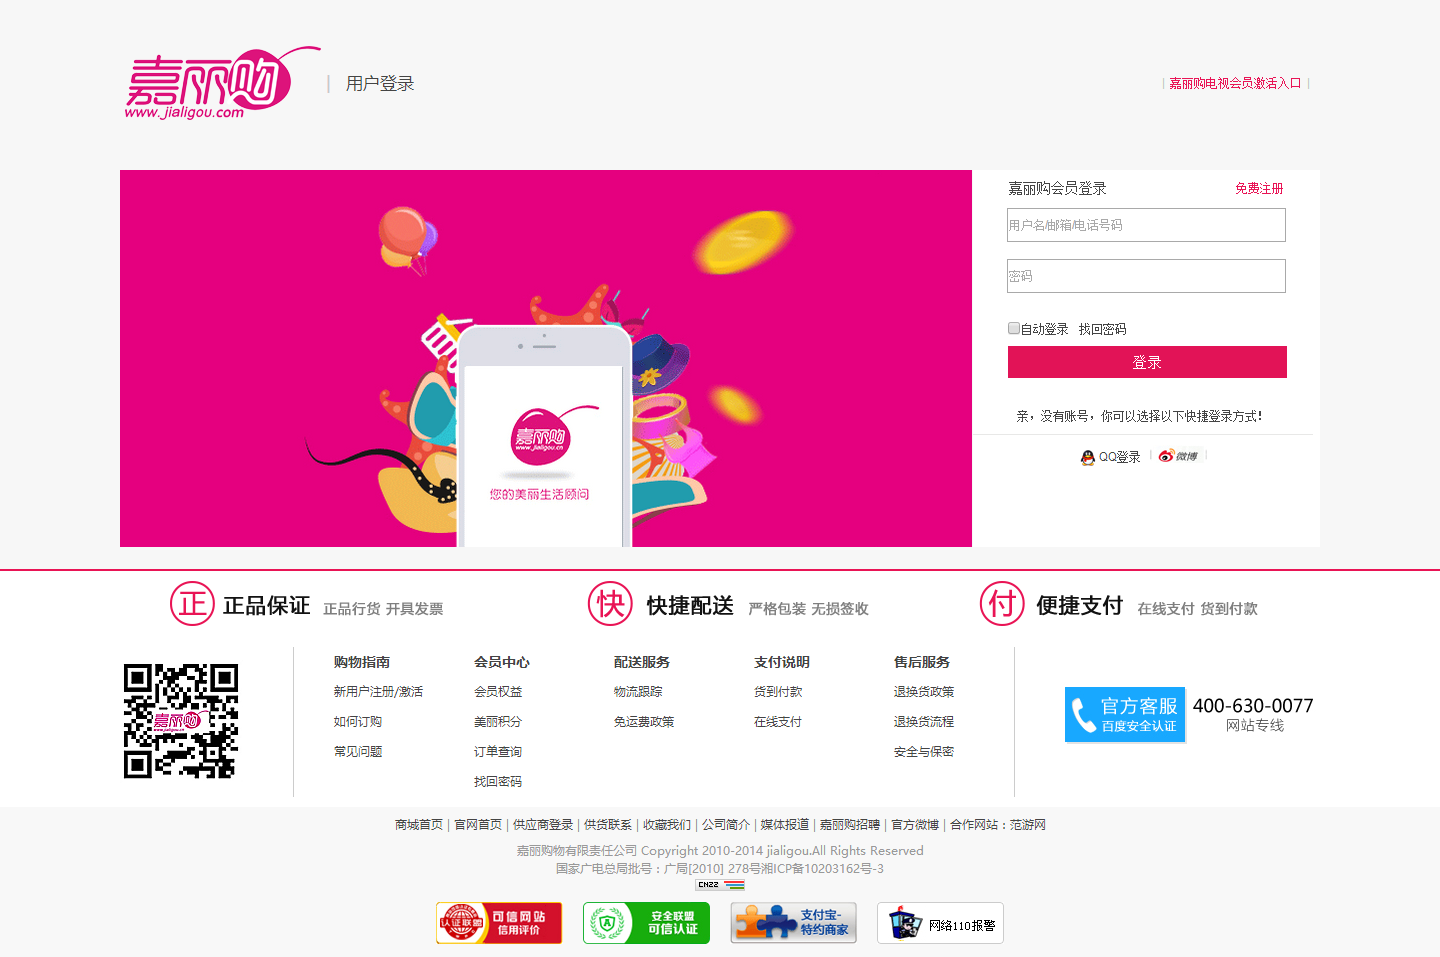 嘉丽购
www.jialigou.com
| 用户登录
| 嘉丽购电视会员激活入口 |
嘉丽购会员登录 免费注册
用户名/邮箱/电话号码
密码
自动登录 找回密码
登录
亲，没有账号，你可以选择以下快捷登录方式！
QQ登录 | 微博 |
嘉丽购
www.jialigou.cn
您的美丽生活顾问
正 正品保证 正品行货 开具发票
快 快捷配送 严格包装 无损签收
付 便捷支付 在线支付 货到付款
嘉丽购
www.jialigou.com
购物指南
新用户注册/激活
如何订购
常见问题
会员中心
会员权益
美丽积分
订单查询
找回密码
配送服务
物流跟踪
免运费政策
支付说明
货到付款
在线支付
售后服务
退换货政策
退换货流程
安全与保密
官方客服
百度安全认证
400-630-0077
网站专线
商城首页 | 官网首页 | 供应商登录 | 供货联系 | 收藏我们 | 公司简介 | 媒体报道 | 嘉丽购招聘 | 官方微博 | 合作网站：范游网
嘉丽购物有限责任公司 Copyright 2010-2014 jialigou.All Rights Reserved
国家广电总局批号：广局[2010] 278号湘ICP备10203162号-3
CNZZ
认证联盟
可信网站
信用评价
安全联盟
可信认证
支付宝-
特约商家
网络110报警